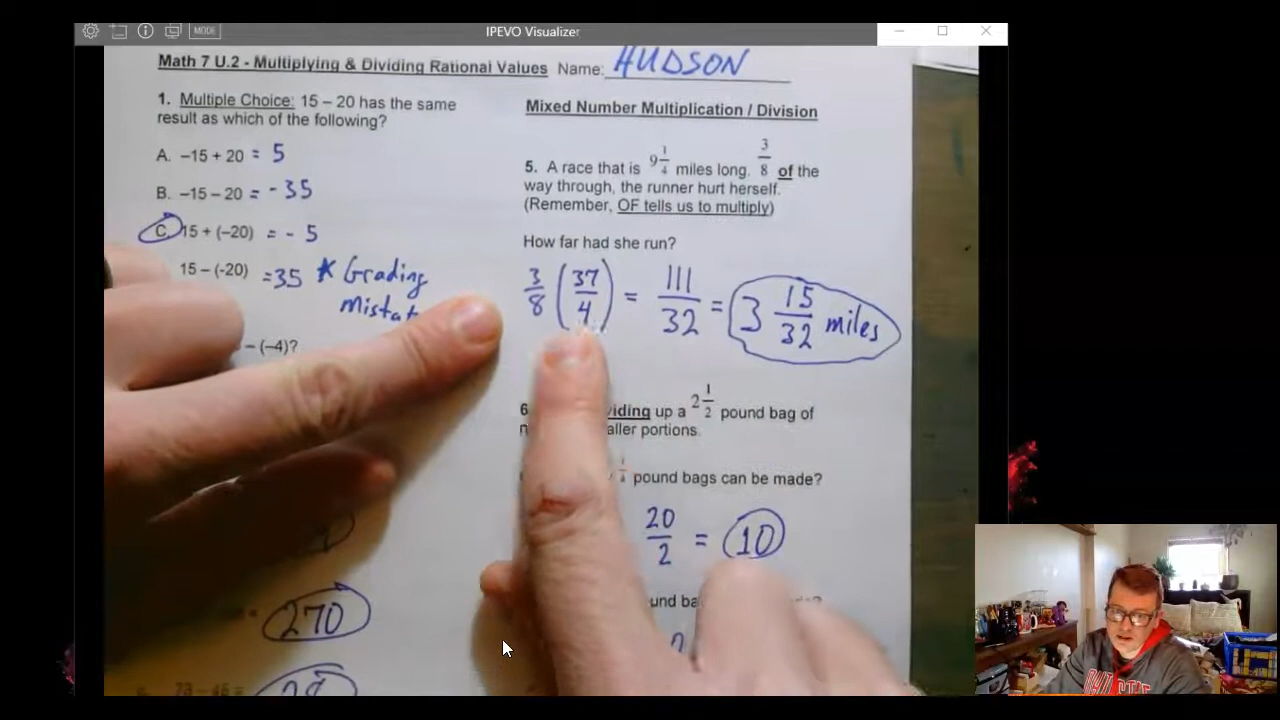 MODE
IPEVO Visualizer
Math 7 U.2 - Multiplying & Dividing Rational Values Name: HUDSON
1. Multiple Choice: 15 – 20 has the same
result as which of the following?
A. –15 + 20 = 5
B. –15 – 20 = -35
C. 15 + (–20) = - 5
15 – (-20) = 35 * Grading
– (–4)?
270
Mixed Number Multiplication / Division
5. A race that is 9 1/4 miles long. 3/8 of the
way through, the runner hurt herself.
(Remember, OF tells us to multiply)
How far had she run?
3/8 (37/4) = 111/32 = 3 15/32 miles
6 up a 2 1/2 pound bag of
portions.
pound bags can be made?
20/2 = 10